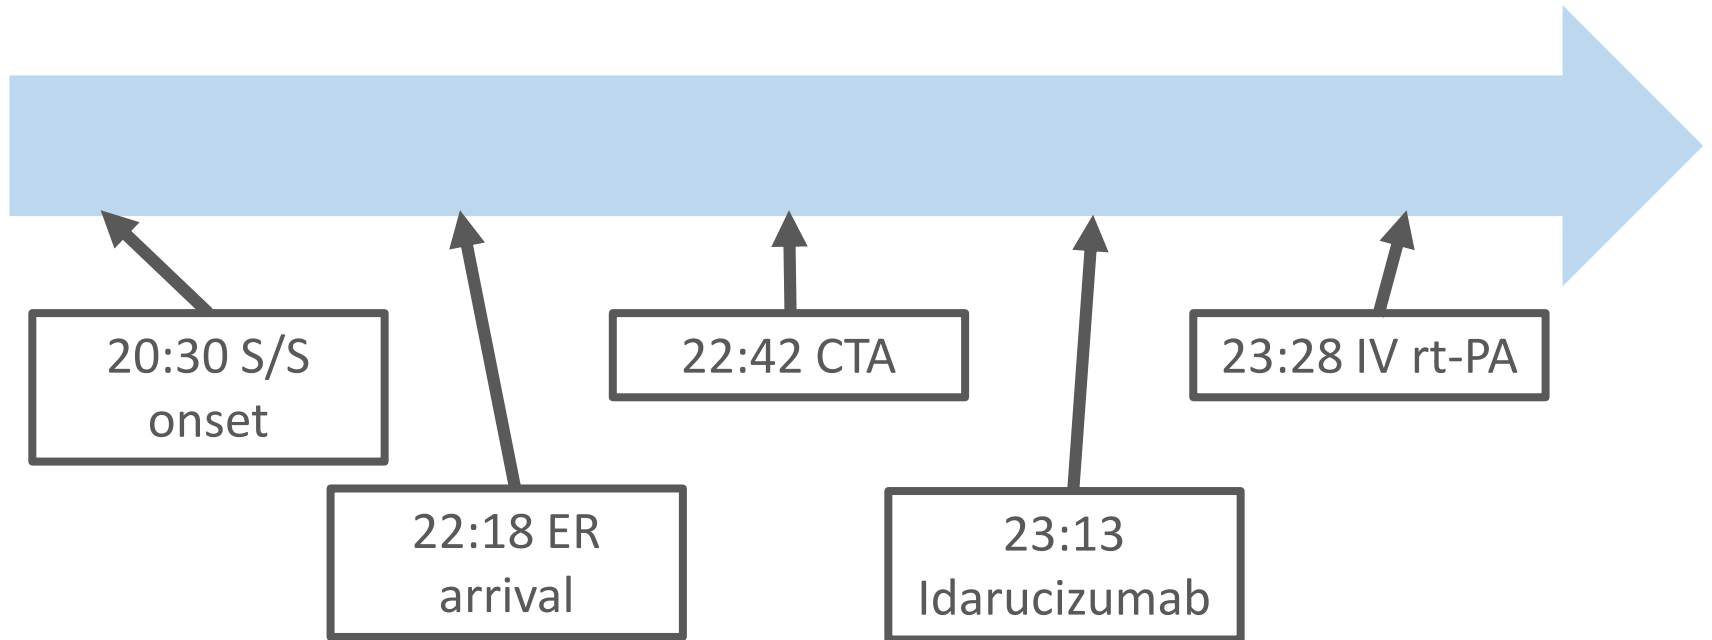 20:30 S/S
onset
22:18 ER
arrival
22:42 CTA
23:13
Idarucizumab
23:28 IV rt-PA